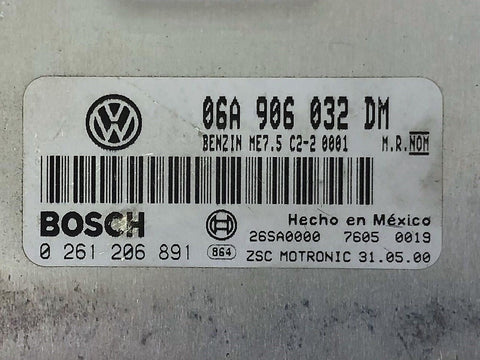 06A 906 032 DM
BENZIN ME7.5 C2-2 0001 M.R.NOM
BOSCH
Hecho en México
26SA0000 7605 0019
0 261 206 891 864 ZSC MOTRONIC 31.05.00